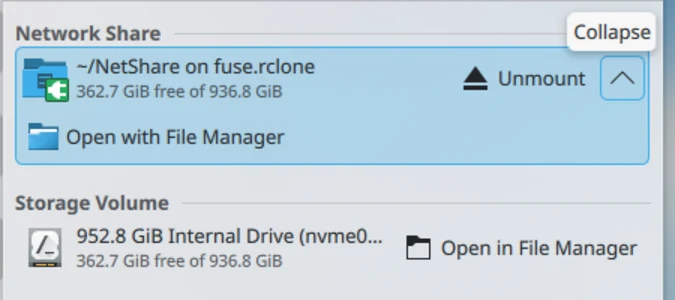 Network Share
Collapse
~/NetShare on fuse.rclone
362.7 GiB free of 936.8 GiB
Unmount
Open with File Manager
Storage Volume
952.8 GiB Internal Drive (nvme0...
362.7 GiB free of 936.8 GiB
Open in File Manager